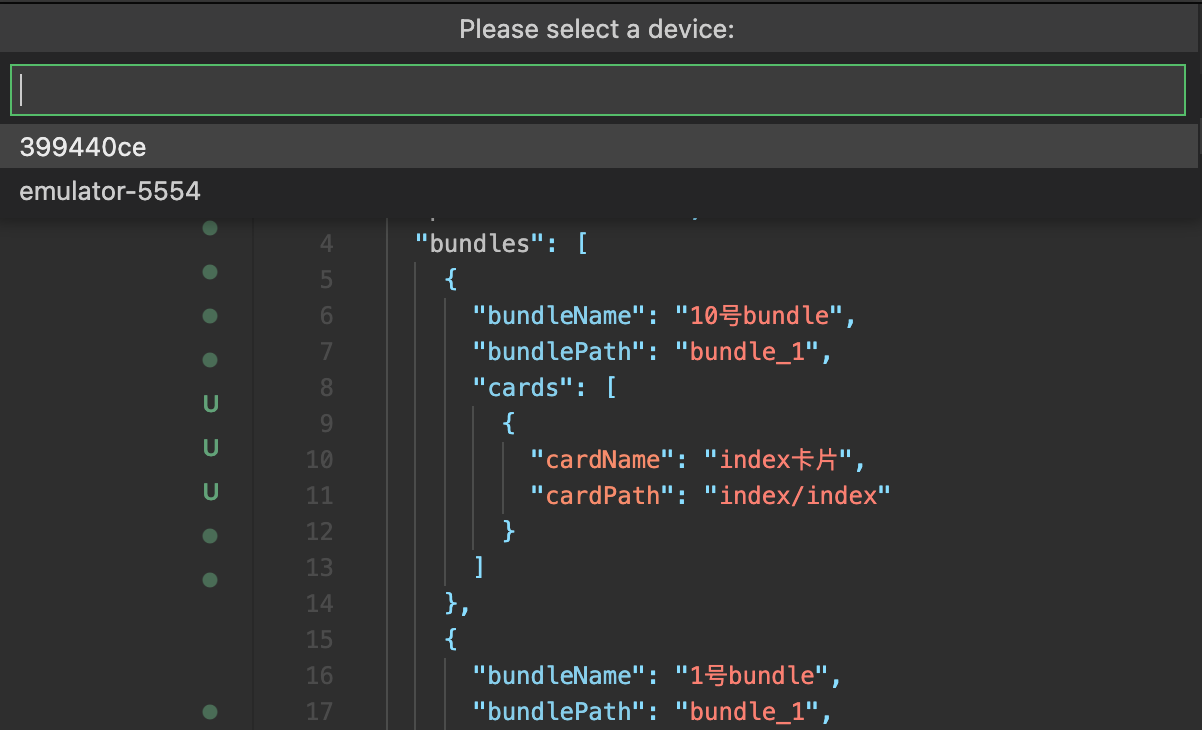 Please select a device:
399440ce
emulator-5554
4 "bundles": [
5 {
6 "bundleName": "10号bundle",
7 "bundlePath": "bundle_1",
8 "cards": [
9 {
10 "cardName": "index卡片",
11 "cardPath": "index/index"
12 }
13 ]
14 },
15 {
16 "bundleName": "1号bundle",
17 "bundlePath": "bundle_1",
U
U
U